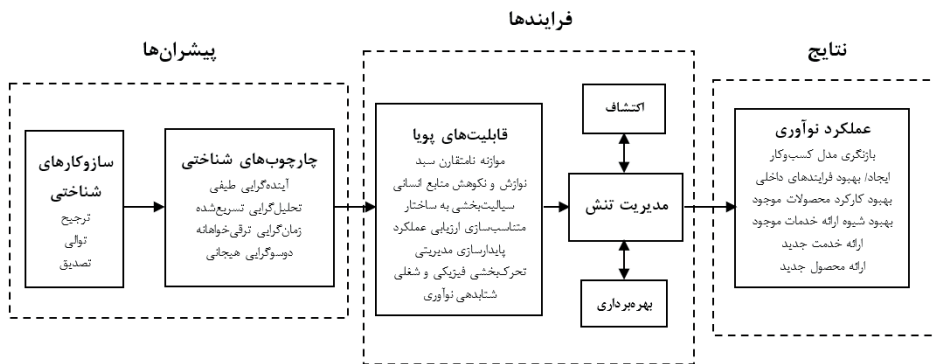 پیشران‌ها
سازوکارهای
شناختی
ترجیح
توالی
تصدیق
چارچوب‌های شناختی
آینده‌گرایی طیفی
تحلیل‌گرایی تسریع‌شده
زمان‌گرایی ترقی‌خواهانه
دوسوگرایی هیجانی
فرایندها
قابلیت‌های پویا
موازنه نامتقارن سبد
نوازش و نکوهش منابع انسانی
سیالیت‌بخشی به ساختار
متناسب‌سازی ارزیابی عملکرد
پایدارسازی مدیریتی
تحرک‌بخشی فیزیکی و شغلی
شتابدهی نوآوری
اکتشاف
مدیریت تنش
بهره‌برداری
نتایج
عملکرد نوآوری
بازنگری مدل کسب‌وکار
ایجاد/ بهبود فرایندهای داخلی
بهبود کارکرد محصولات موجود
بهبود شیوه ارائه خدمات موجود
ارائه خدمت جدید
ارائه محصول جدید